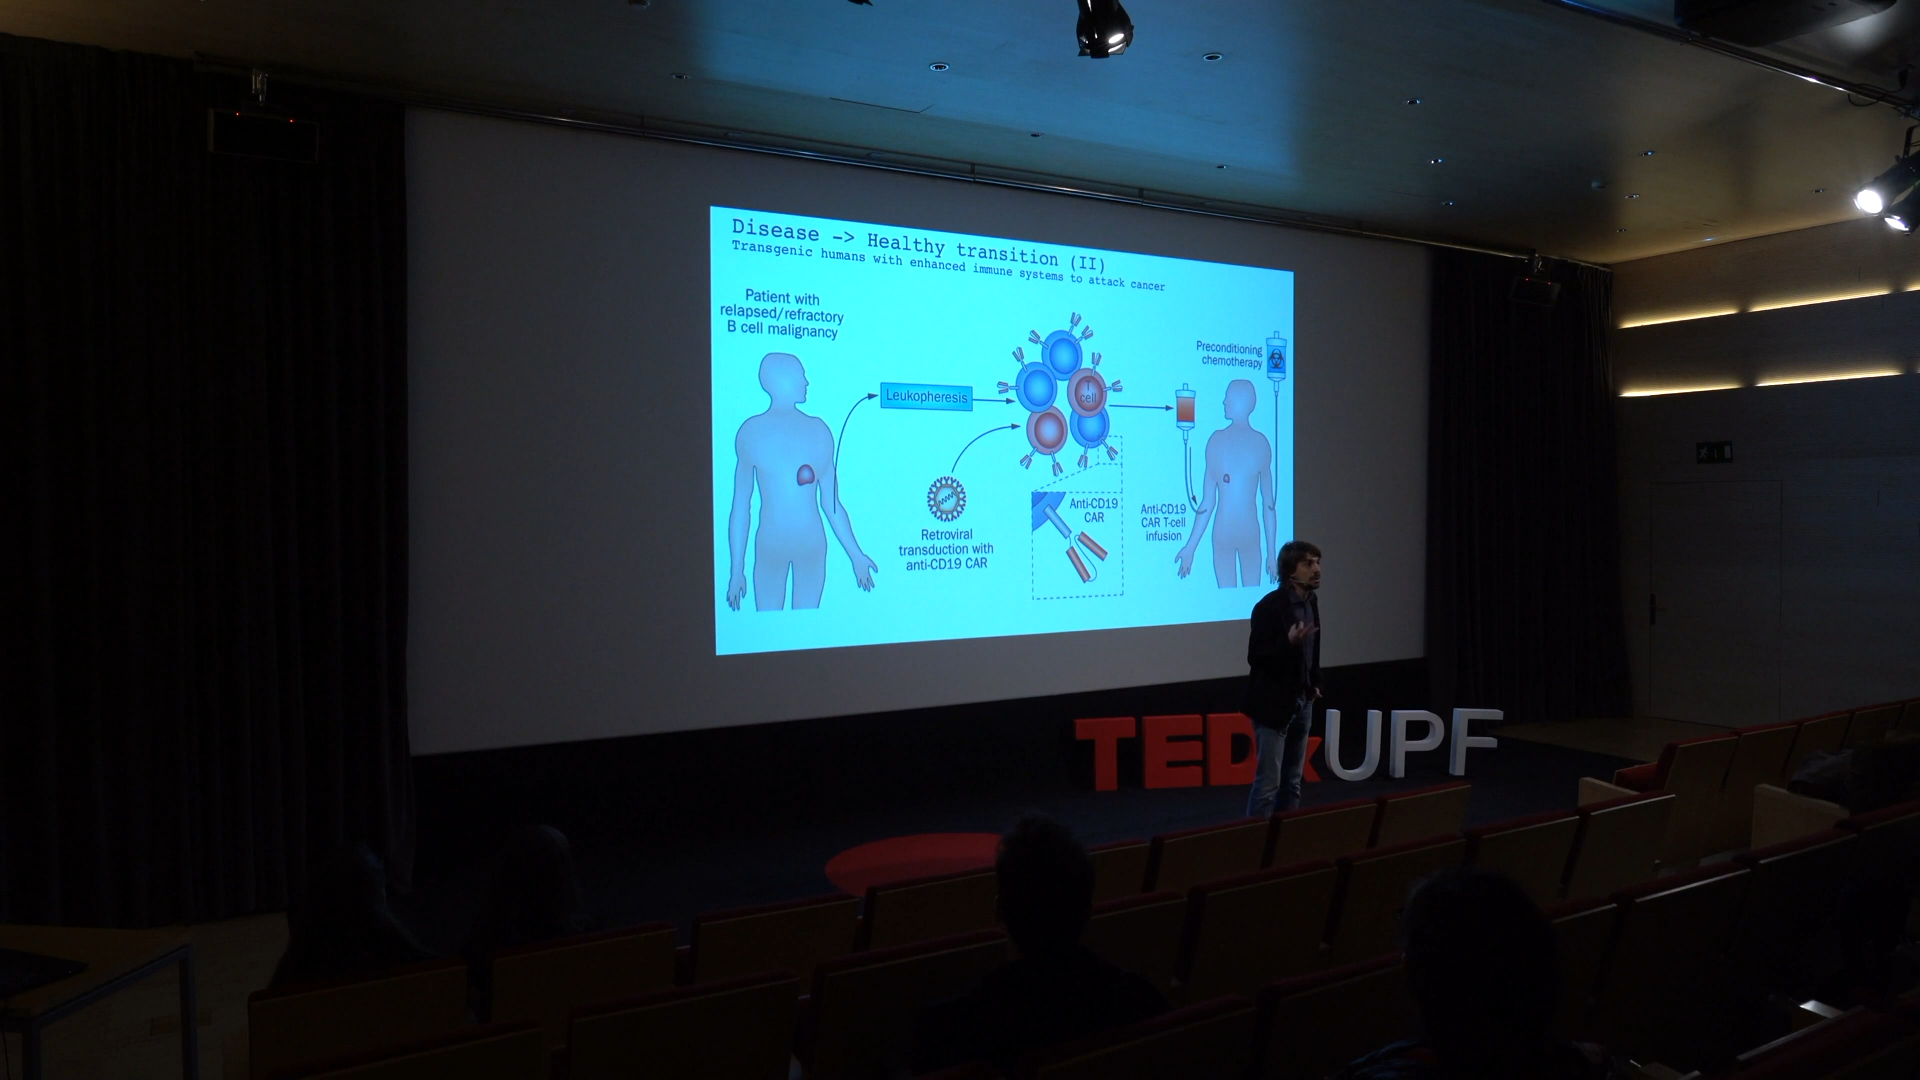 Disease -> Healthy transition (II)
Transgenic humans with enhanced immune systems to attack cancer
Patient with
relapsed/refractory
B cell malignancy
Leukopheresis
T
cell
Preconditioning
chemotherapy
Retroviral
transduction with
anti-CD19 CAR
Anti-CD19
CAR
Anti-CD19
CAR T-cell
infusion
TEDxUPF